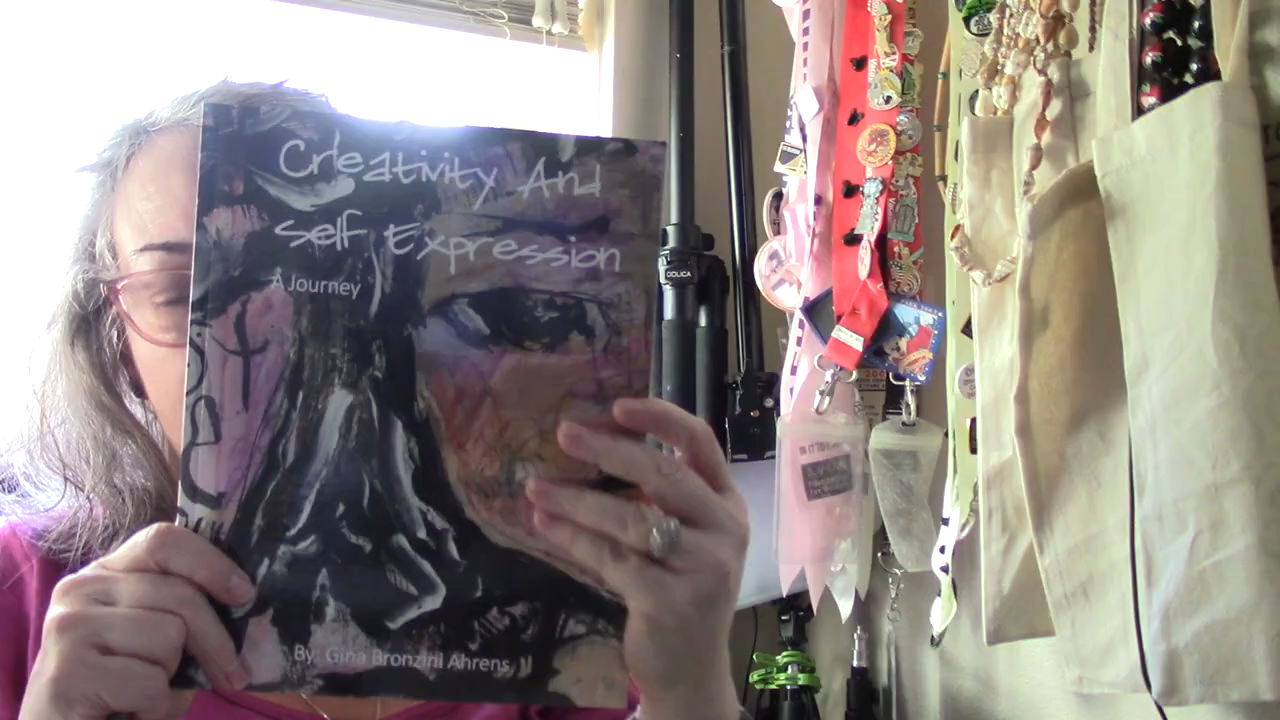 Creativity And
Self Expression
A Journey
By: Gina Bronzini Ahrens